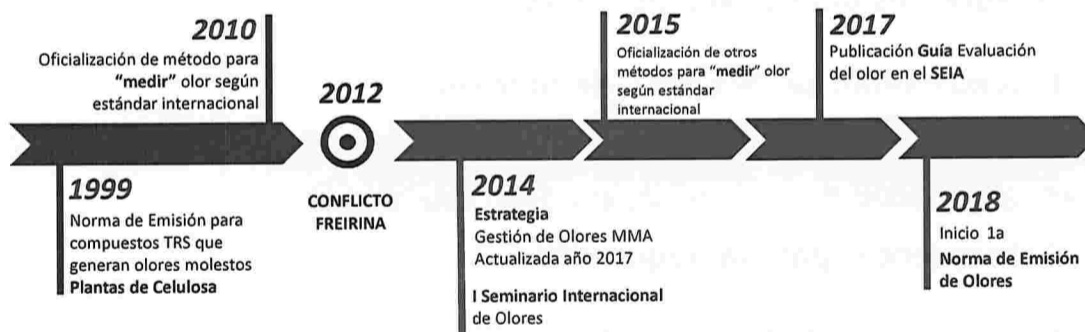 1999
Norma de Emisión para
compuestos TRS que
generan olores molestos
Plantas de Celulosa
2010
Oficialización de método para
“medir” olor según
estándar internacional
2012
CONFLICTO
FREIRINA
2014
Estrategia
Gestión de Olores MMA
Actualizada año 2017
I Seminario Internacional
de Olores
2015
Oficialización de otros
métodos para “medir” olor
según estándar
internacional
2017
Publicación Guía Evaluación
del olor en el SEIA
2018
Inicio 1a
Norma de Emisión
de Olores